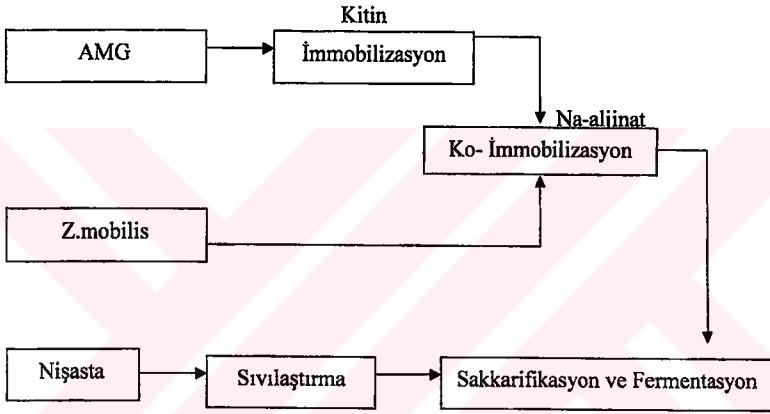 Kitin
AMG
İmmobilizasyon
Na-aljinat
Ko- İmmobilizasyon
Z.mobilis
Nişasta
Sıvılaştırma
Sakkarifikasyon ve Fermentasyon